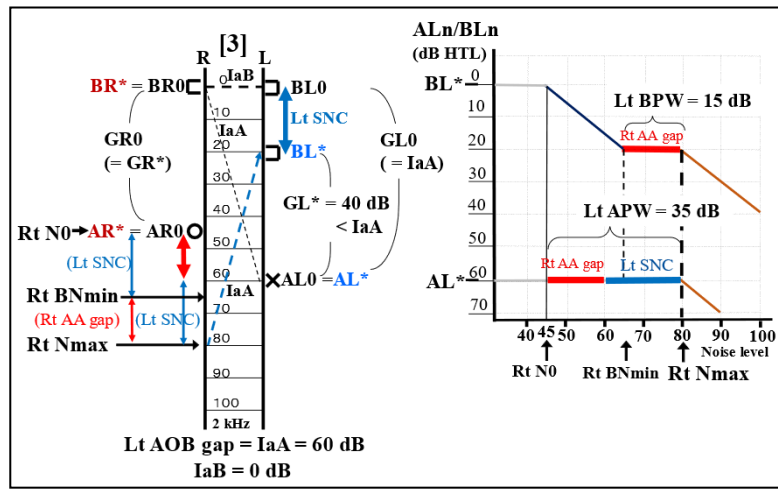 [3]
R L
IaB
BR* = BR0
BL0
0
10
20
30
40
50
60
70
80
90
100
2 kHz
IaA
Lt SNC
BL*
GR0
(= GR*)
GL0
(= IaA)
GL* = 40 dB
< IaA
Rt N0 AR* = AR0
(Lt SNC)
AL0 = AL*
IaA
Rt BNmin
(Rt AA gap)
(Lt SNC)
Rt Nmax
Lt AOB gap = IaA = 60 dB
IaB = 0 dB
ALn/BLn
(dB HTL)
BL*
0
10
20
30
40
50
60
70
Lt BPW = 15 dB
Rt AA gap
Lt APW = 35 dB
Rt AA gap
Lt SNC
AL*
40 45 50 60 70 80 90 100
Noise level
Rt N0
Rt BNmin
Rt Nmax